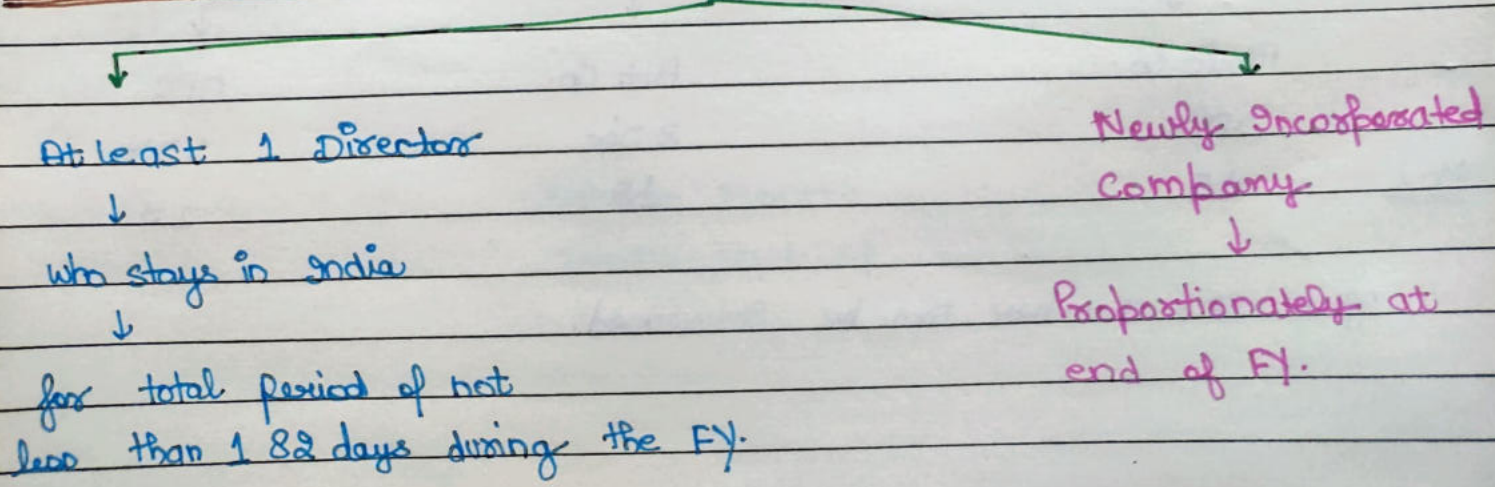 At least 1 Director
↓
who stays in India
↓
for total period of not
less than 182 days during the FY.
Newly Incorporated
Company
↓
Proportionately at
end of FY.